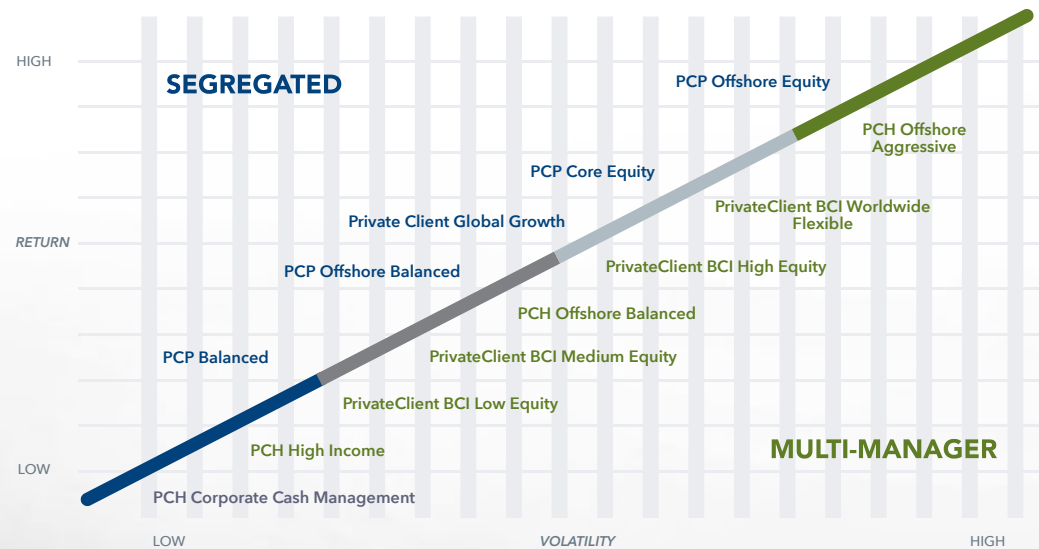 HIGH
SEGREGATED
PCP Offshore Equity
PCH Offshore
Aggressive
PCP Core Equity
PrivateClient BCI Worldwide
Flexible
Private Client Global Growth
RETURN
PCP Offshore Balanced
PrivateClient BCI High Equity
PCH Offshore Balanced
PCP Balanced
PrivateClient BCI Medium Equity
PrivateClient BCI Low Equity
PCH High Income
MULTI-MANAGER
LOW
PCH Corporate Cash Management
LOW
VOLATILITY
HIGH